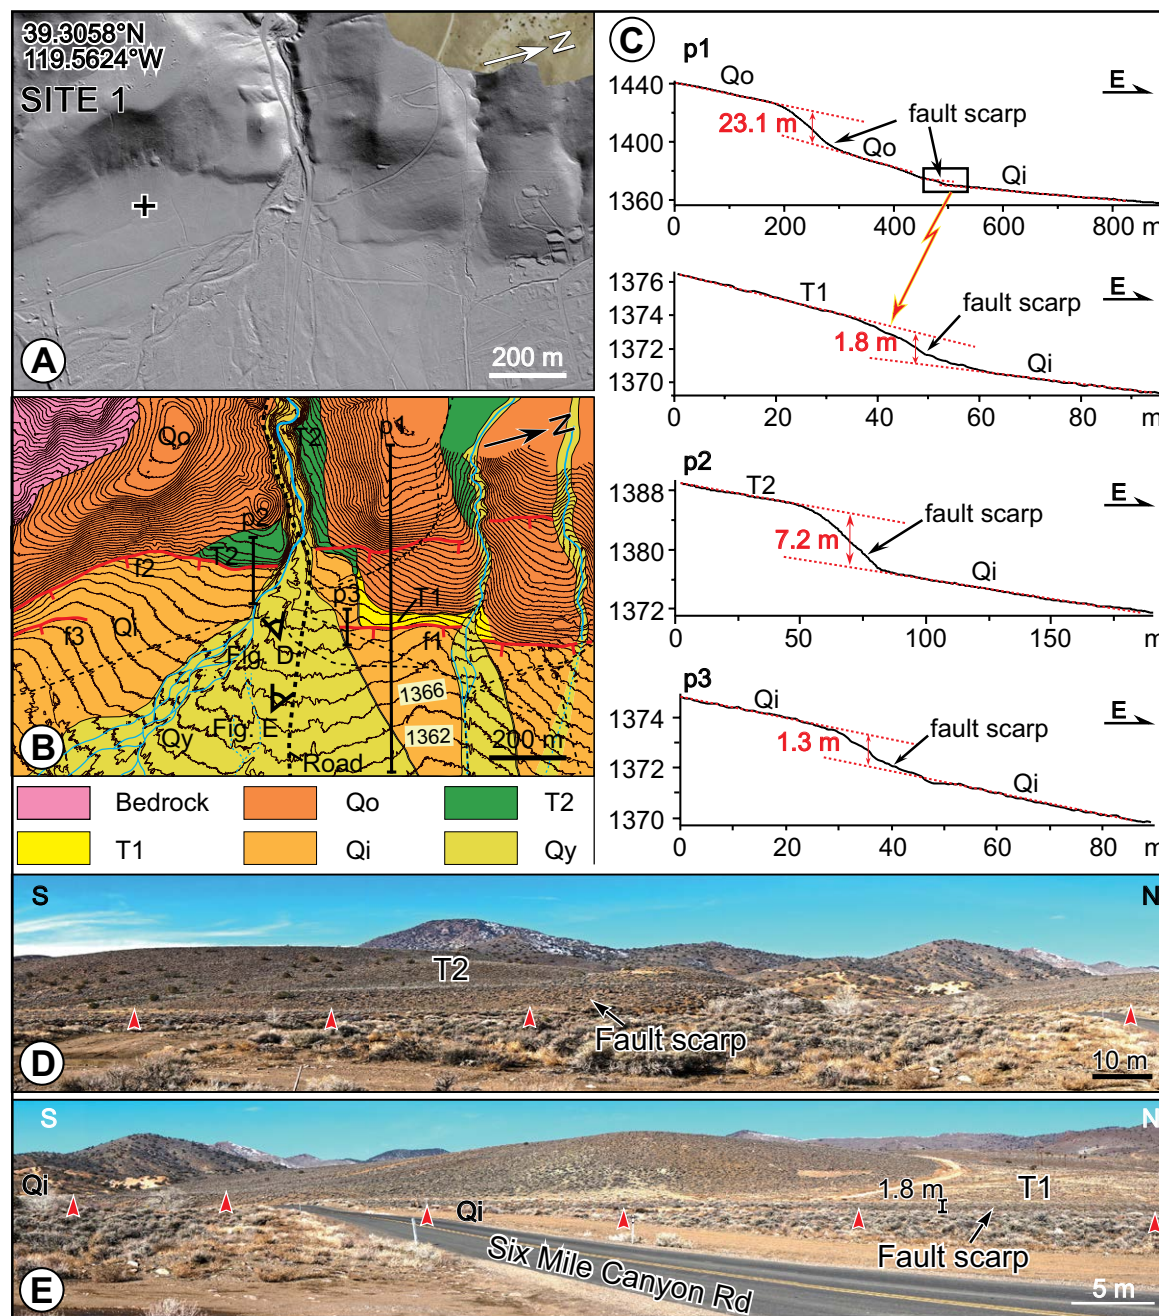 39.3058°N
119.5624°W
SITE 1
N
A
200 m
Qo
T2
p1
N
p2
T2
f2
p3
T1
f3
Qi
f1
Fig. D
1366
Fig. E
1362
200 m
Qy
Road
B
Bedrock
Qo
T2
T1
Qi
Qy
C
p1
1440
1400
1360
Qo
23.1 m
fault scarp
Qo
Qi
E
0
200
400
600
800 m
1376
1374
1372
1370
T1
fault scarp
1.8 m
Qi
E
0
20
40
60
80
m
p2
1388
1380
1372
T2
fault scarp
7.2 m
Qi
E
0
50
100
150
m
p3
1374
1372
1370
Qi
fault scarp
1.3 m
Qi
E
0
20
40
60
80
m
S
N
T2
Fault scarp
D
10 m
S
N
Qi
Qi
1.8 m
T1
Fault scarp
Six Mile Canyon Rd
E
5 m